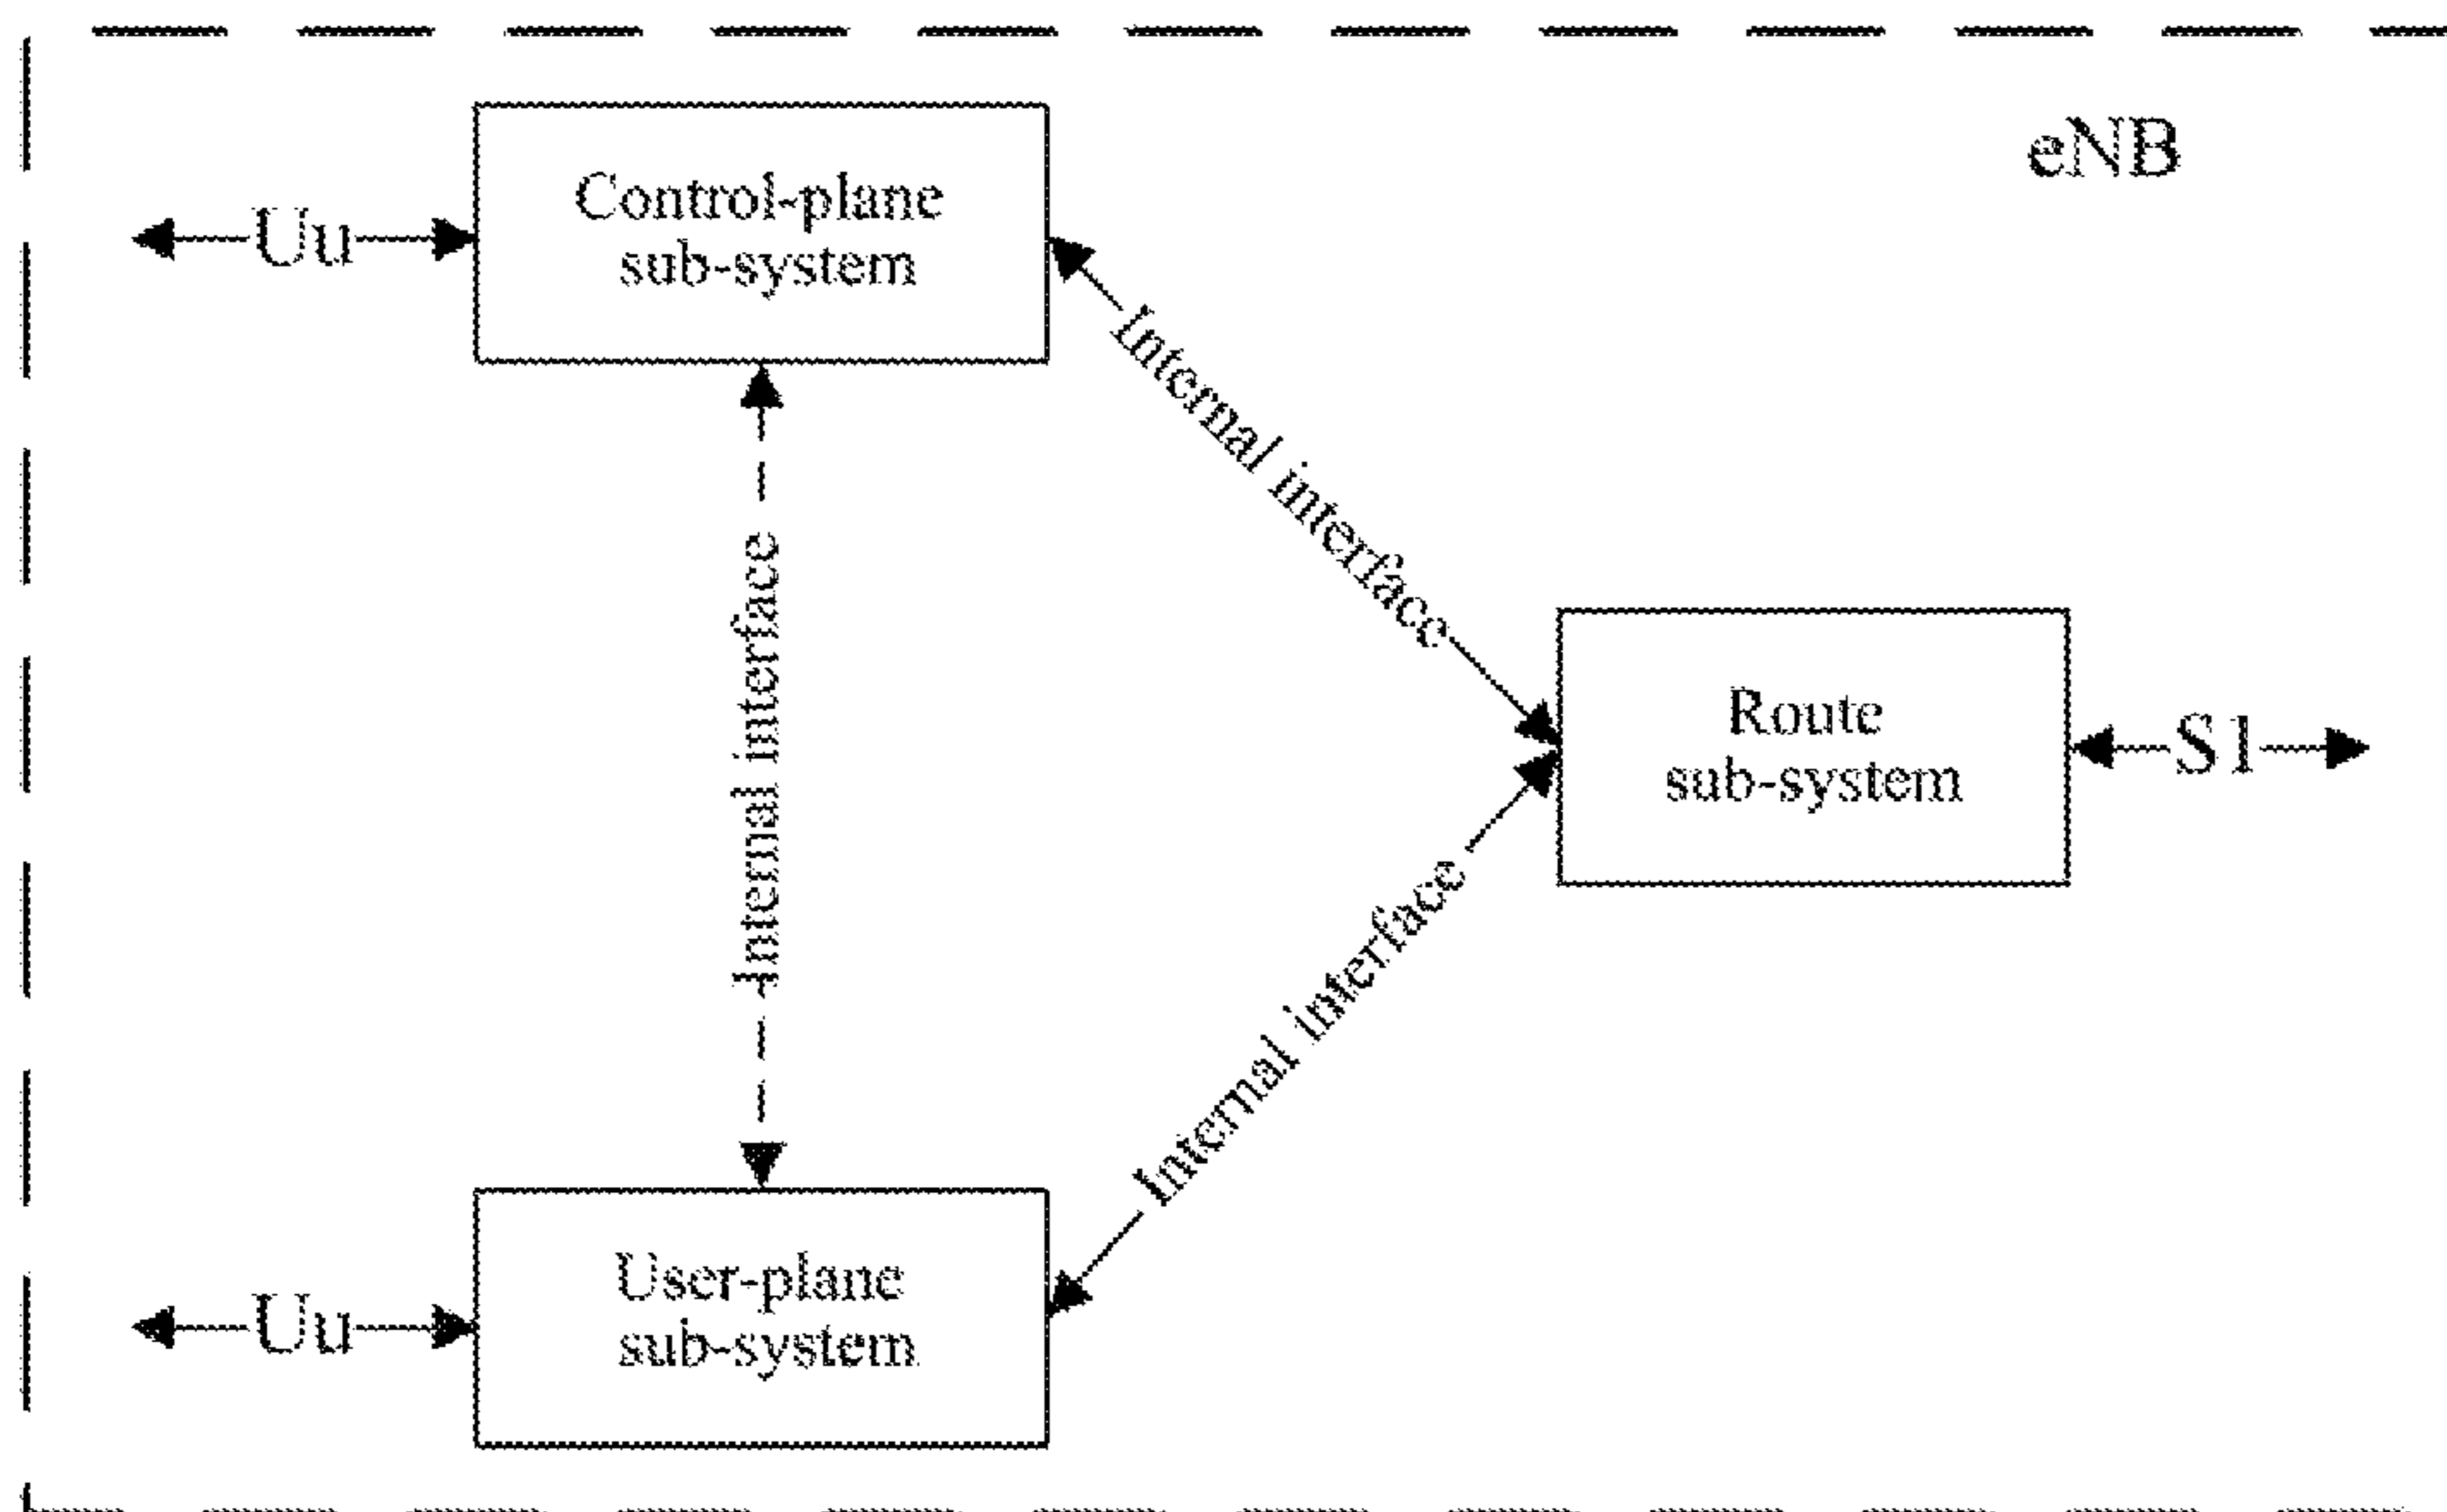 eNB
Control-plane
sub-system
Uu
Internal interface
Internal interface
Route
sub-system
S1
Internal interface
User-plane
sub-system
Uu